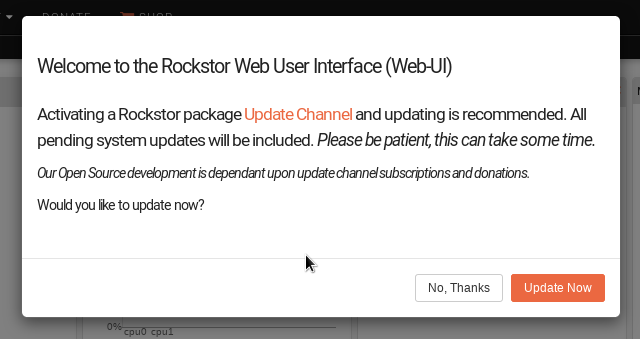 DONATE SHOP
Welcome to the Rockstor Web User Interface (Web-UI)
Activating a Rockstor package Update Channel and updating is recommended. All
pending system updates will be included. Please be patient, this can take some time.
Our Open Source development is dependant upon update channel subscriptions and donations.
Would you like to update now?
No, Thanks Update Now
0%
cpu0 cpu1